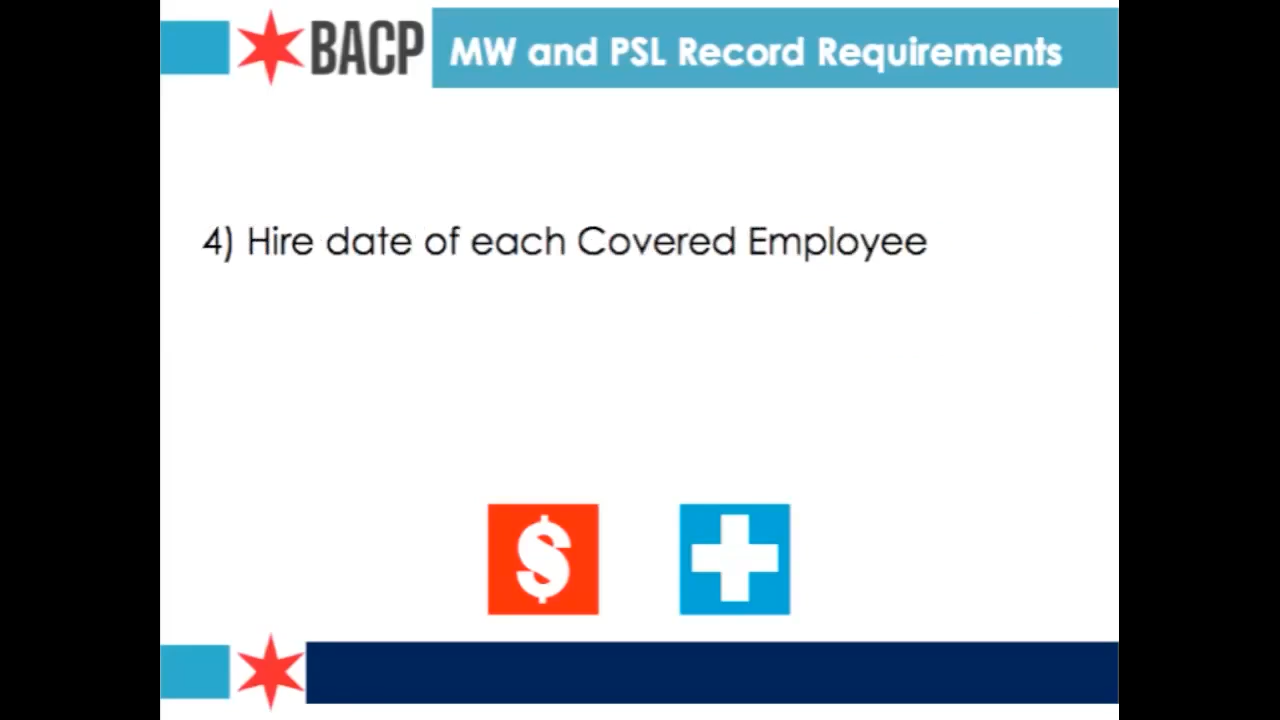 BACP MW and PSL Record Requirements
4) Hire date of each Covered Employee
$